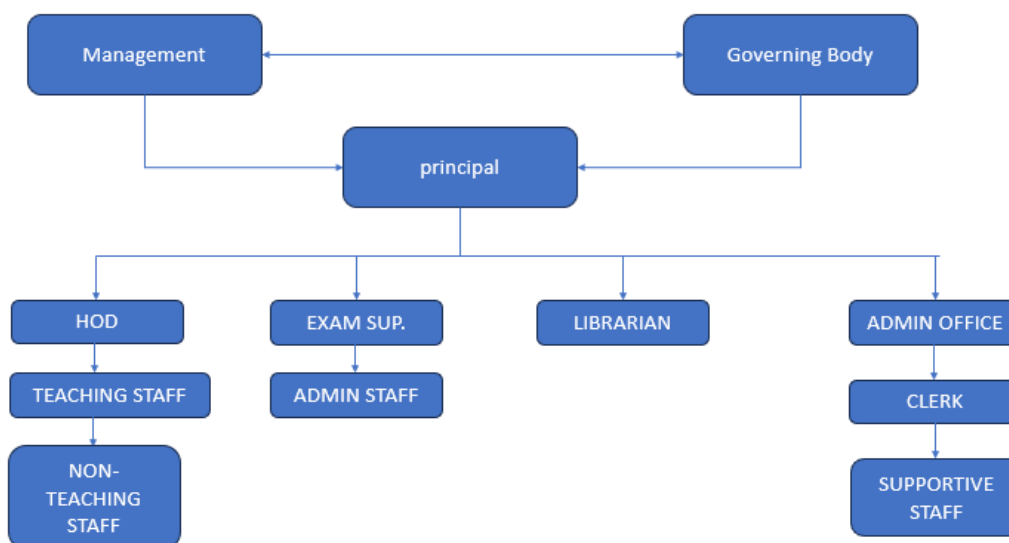 Management
Governing Body
principal
HOD
EXAM SUP.
LIBRARIAN
ADMIN OFFICE
TEACHING STAFF
ADMIN STAFF
CLERK
NON-
TEACHING
STAFF
SUPPORTIVE
STAFF